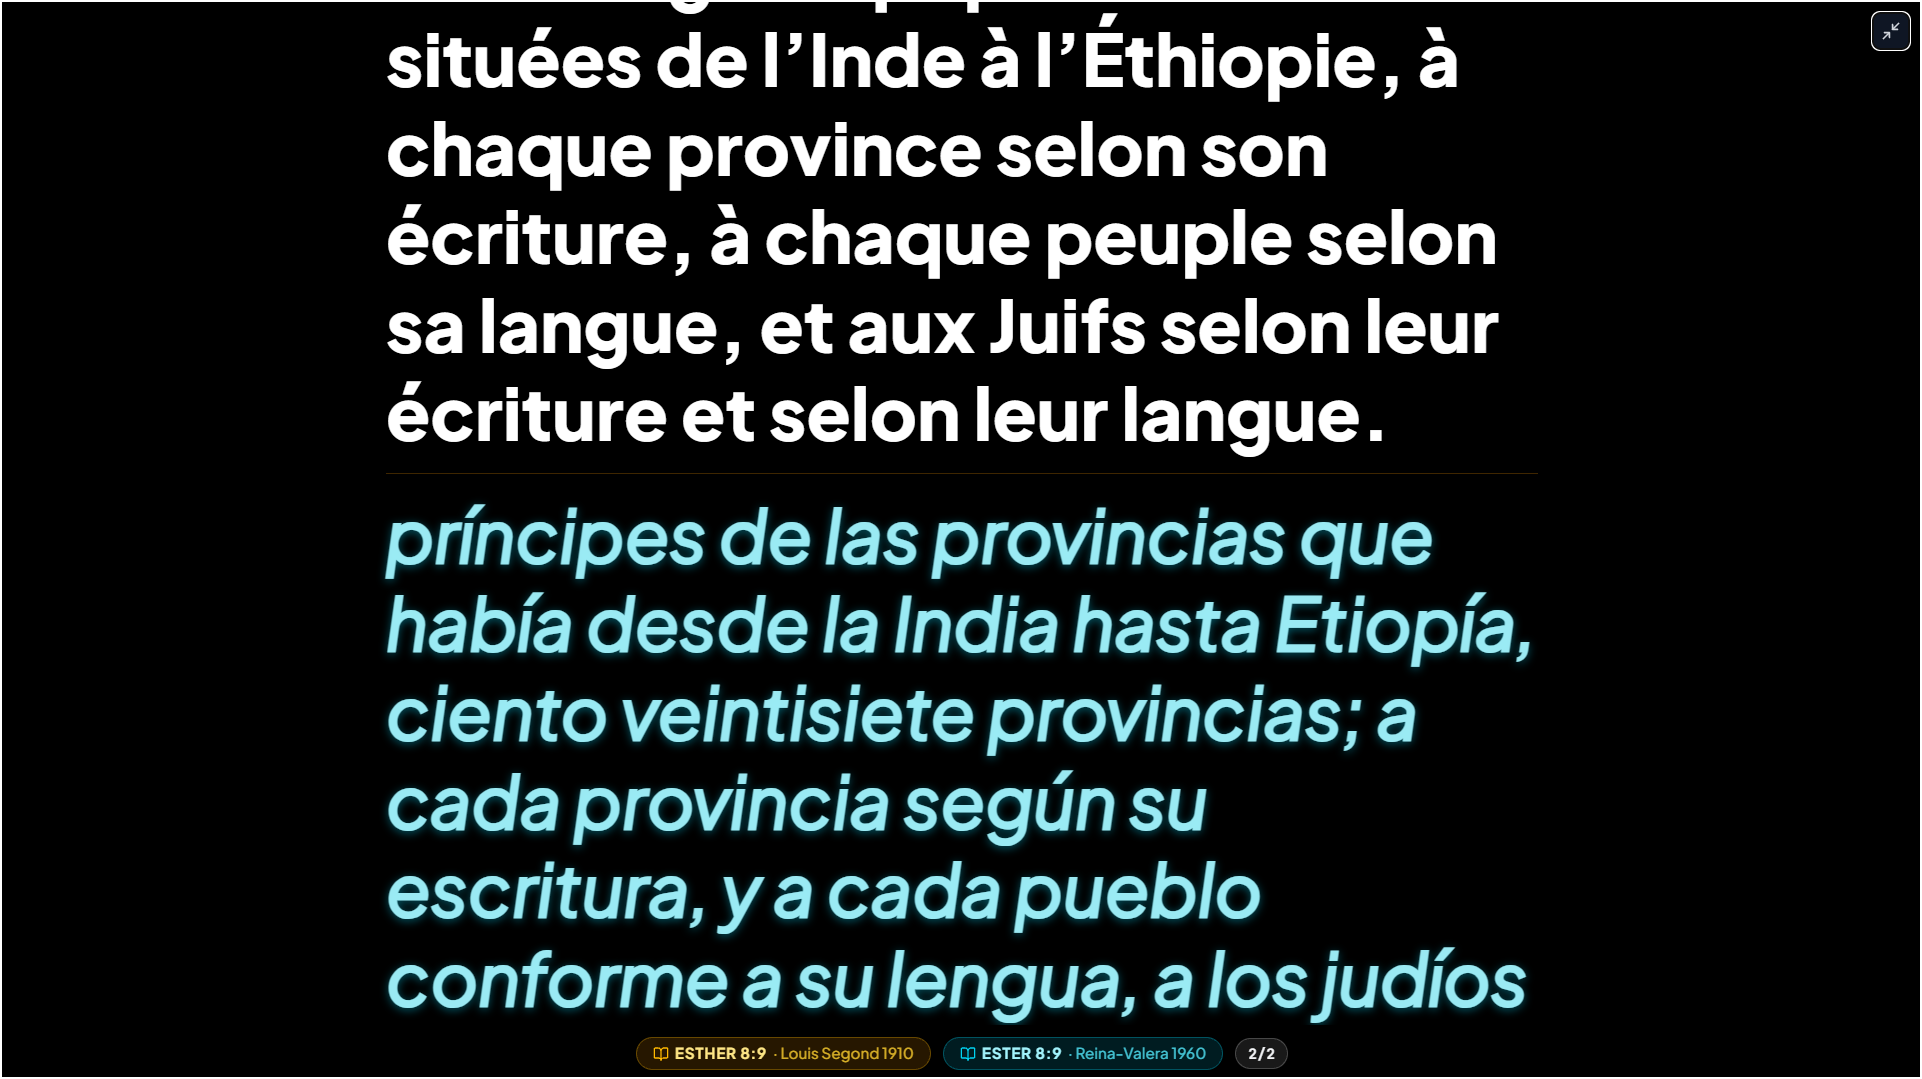 situées de l’Inde à l’Éthiopie, à
chaque province selon son
écriture, à chaque peuple selon
sa langue, et aux Juifs selon leur
écriture et selon leur langue.
príncipes de las provincias que
había desde la India hasta Etiopía,
ciento veintisiete provincias; a
cada provincia según su
escritura, y a cada pueblo
conforme a su lengua, a los judíos
ESTHER 8:9 · Louis Segond 1910
ESTER 8:9 · Reina-Valera 1960
2/2